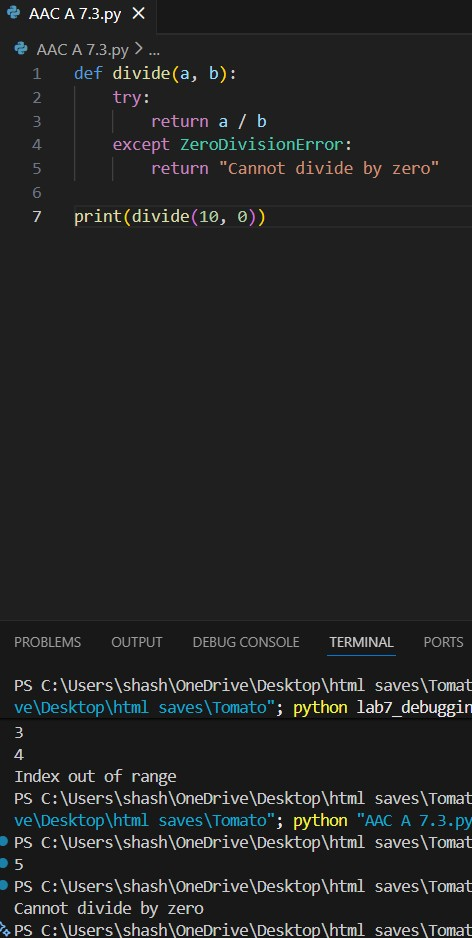 AAC A 7.3.py
AAC A 7.3.py > ...
1 def divide(a, b):
2     try:
3         return a / b
4     except ZeroDivisionError:
5         return "Cannot divide by zero"
6
7 print(divide(10, 0))
PROBLEMS OUTPUT DEBUG CONSOLE TERMINAL PORTS
PS C:\Users\shash\OneDrive\Desktop\html saves\Tomat
ve\Desktop\html saves\Tomato"; python lab7_debuggin
3
4
Index out of range
PS C:\Users\shash\OneDrive\Desktop\html saves\Tomat
ve\Desktop\html saves\Tomato"; python "AAC A 7.3.py
PS C:\Users\shash\OneDrive\Desktop\html saves\Tomat
5
PS C:\Users\shash\OneDrive\Desktop\html saves\Tomat
Cannot divide by zero
PS C:\Users\shash\OneDrive\Desktop\html saves\Tomat